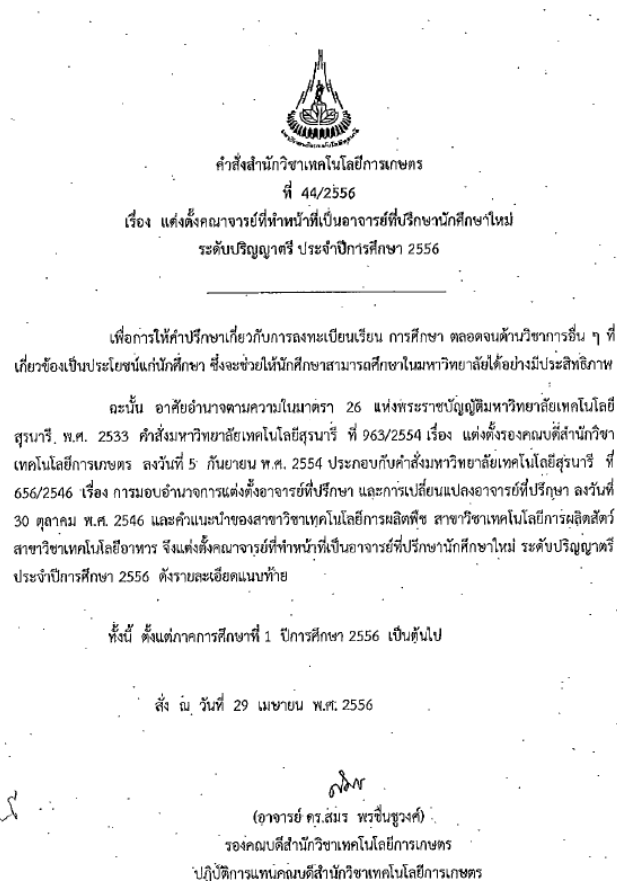 คำสั่งสำนักวิชาเทคโนโลยีการเกษตร
ที่ 44/2556
เรื่อง แต่งตั้งคณาจารย์ที่ทำหน้าที่เป็นอาจารย์ที่ปรึกษานักศึกษาใหม่
ระดับปริญญาตรี ประจำปีการศึกษา 2556
เพื่อการให้คำปรึกษาเกี่ยวกับการลงทะเบียนเรียน การศึกษา ตลอดจนด้านวิชาการอื่น ๆ ที่
เกี่ยวข้องเป็นประโยชน์แก่นักศึกษา ซึ่งจะช่วยให้นักศึกษาสามารถศึกษาในมหาวิทยาลัยได้อย่างมีประสิทธิภาพ
ฉะนั้น อาศัยอำนาจตามความในมาตรา 26 แห่งพระราชบัญญัติมหาวิทยาลัยเทคโนโลยี
สุรนารี พ.ศ. 2533 คำสั่งมหาวิทยาลัยเทคโนโลยีสุรนารี ที่ 963/2554 เรื่อง แต่งตั้งรองคณบดีสำนักวิชา
เทคโนโลยีการเกษตร ลงวันที่ 5 กันยายน พ.ศ. 2554 ประกอบกับคำสั่งมหาวิทยาลัยเทคโนโลยีสุรนารี ที่
656/2546 เรื่อง การมอบอำนาจการแต่งตั้งอาจารย์ที่ปรึกษา และการเปลี่ยนแปลงอาจารย์ที่ปรึกษา ลงวันที่
30 ตุลาคม พ.ศ. 2546 และคำแนะนำของสาขาวิชาเทคโนโลยีการผลิตพืช สาขาวิชาเทคโนโลยีการผลิตสัตว์
สาขาวิชาเทคโนโลยีอาหาร จึงแต่งตั้งคณาจารย์ที่ทำหน้าที่เป็นอาจารย์ที่ปรึกษานักศึกษาใหม่ ระดับปริญญาตรี
ประจำปีการศึกษา 2556 ดังรายละเอียดแนบท้าย
ทั้งนี้ ตั้งแต่ภาคการศึกษาที่ 1 ปีการศึกษา 2556 เป็นต้นไป
สั่ง ณ วันที่ 29 เมษายน พ.ศ. 2556
(อาจารย์ ดร.สมร พรชื่นชูวงศ์)
รองคณบดีสำนักวิชาเทคโนโลยีการเกษตร
ปฏิบัติการแทนคณบดีสำนักวิชาเทคโนโลยีการเกษตร